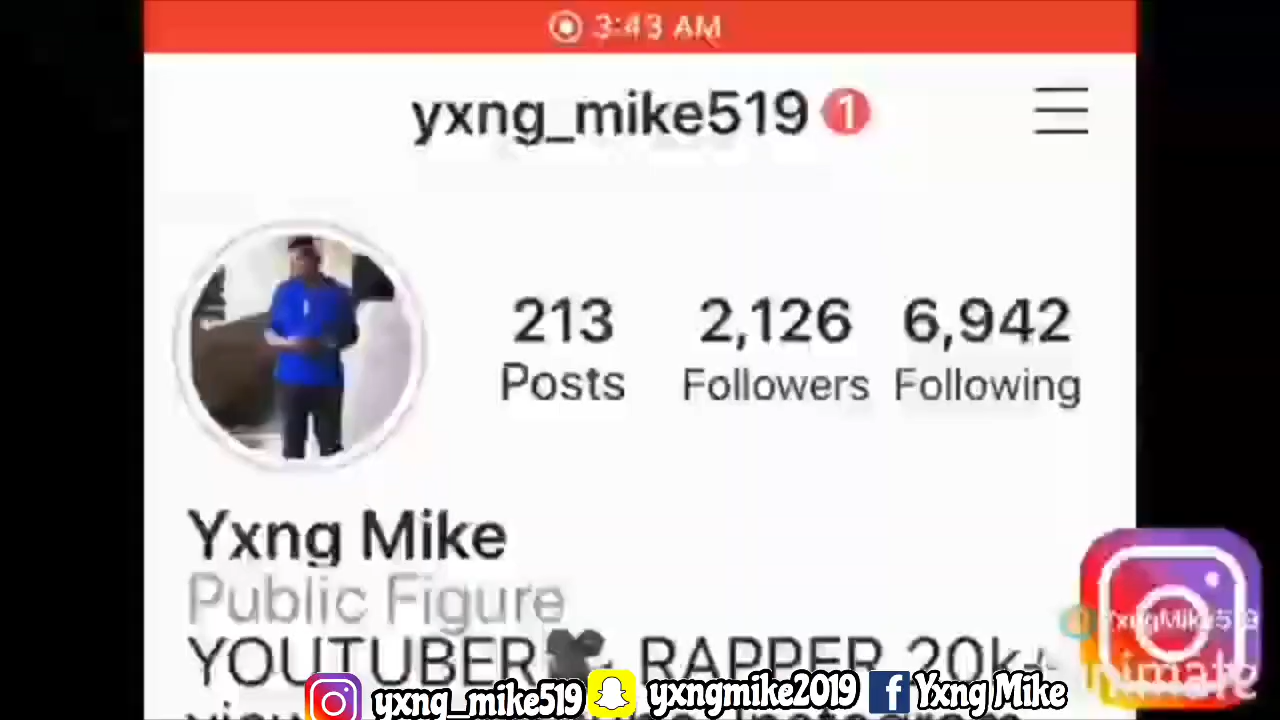 3:43 AM
yxng_mike519 1
213 2,126 6,942
Posts Followers Following
Yxng Mike
Public Figure
YOUTUBER🎥 RAPPER 20k+
YxngMike519
yxng_mike519 yxngmike2019 f Yxng Mike